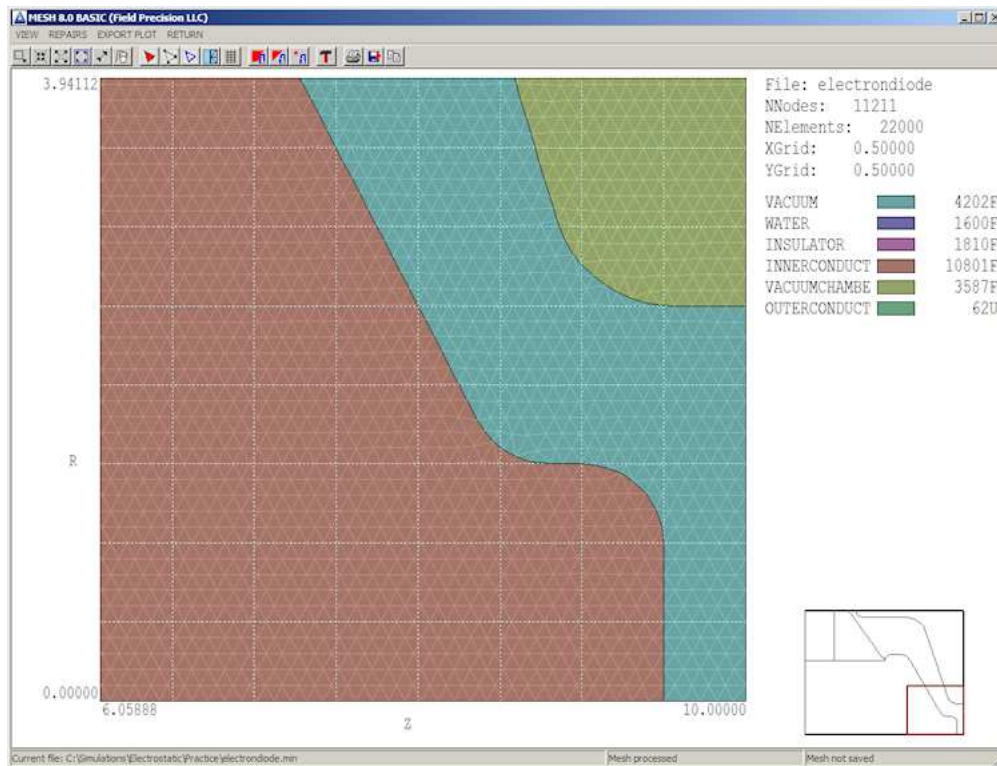 MESH 8.0 BASIC (Field Precision LLC)
VIEW REPAIRS EXPORT PLOT RETURN
T
3.94112
R
0.00000
6.05888
Z
10.00000
File: electrondiode
NNodes: 11211
NElements: 22000
XGrid: 0.50000
YGrid: 0.50000
VACUUM 4202F
WATER 1600F
INSULATOR 1810F
INNERCONDUCT 10801F
VACUUMCHAMBE 3587F
OUTERCONDUCT 62U
Current file: C:\Simulations\Electrostatic\Practice\electrondiode.min
Mesh processed
Mesh not saved